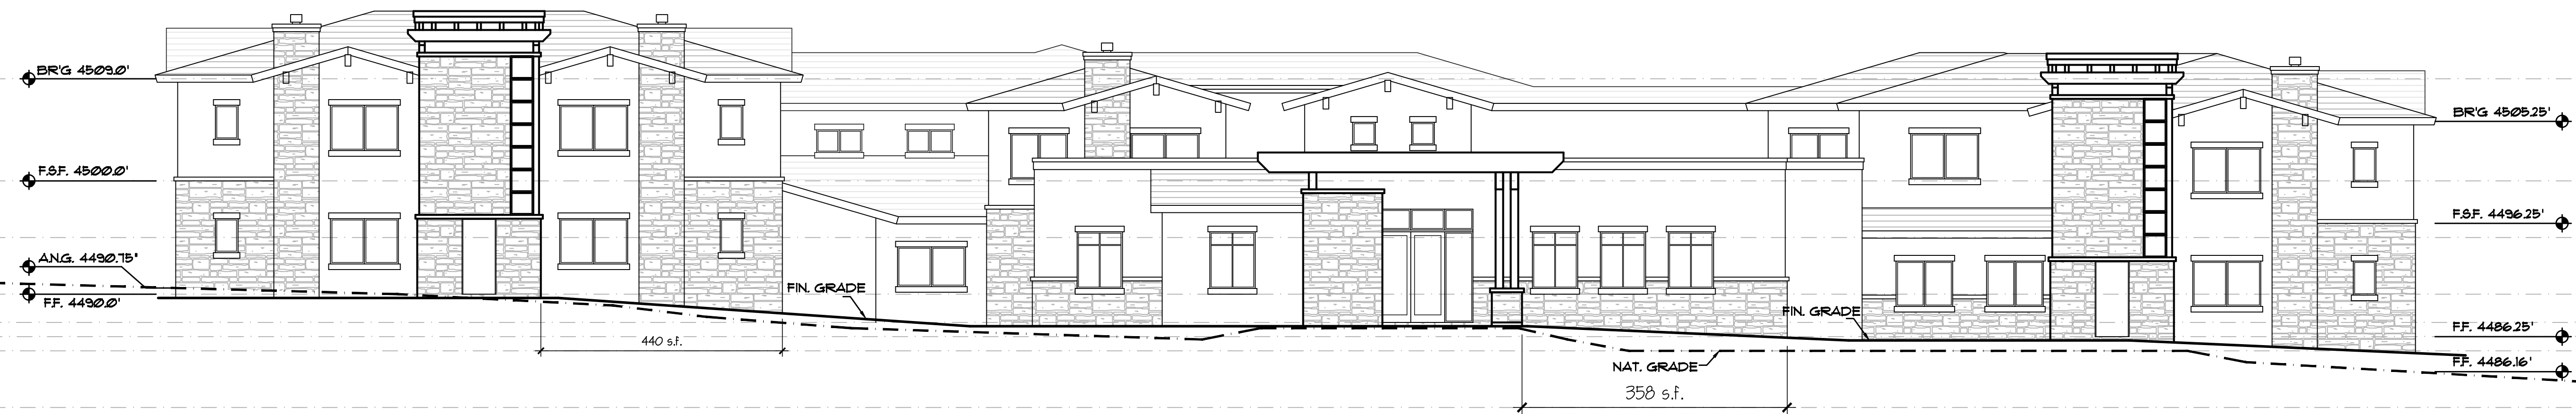 BR'G 4509.0'
F.S.F. 4500.0'
A.N.G. 4490.75'
F.F. 4490.0'
440 s.f.
FIN. GRADE
NAT. GRADE
358 s.f.
FIN. GRADE
BR'G 4505.25'
F.S.F. 4496.25'
F.F. 4486.25'
F.F. 4486.16'